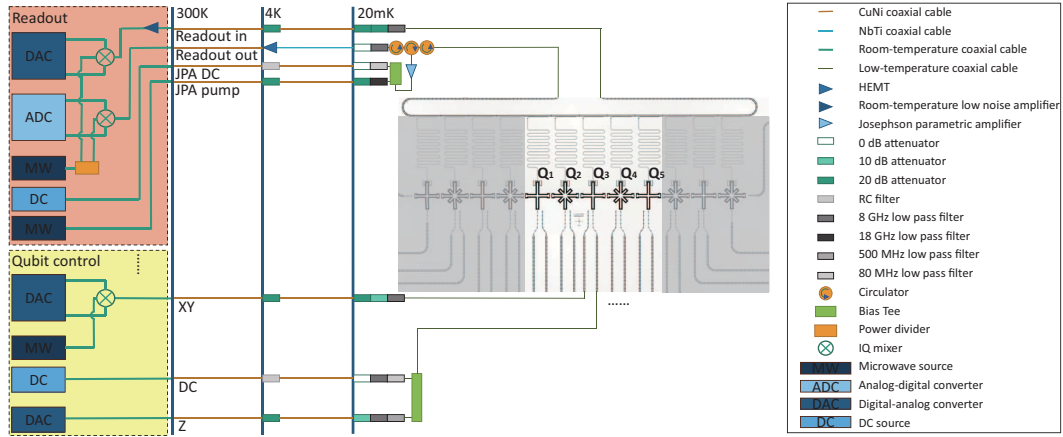 Readout
300K
4K
20mK
DAC
Readout in
Readout out
JPA DC
JPA pump
ADC
MW
DC
MW
Q1
Q2
Q3
Q4
Q5
Qubit control
......
DAC
XY
......
MW
DC
DC
DAC
Z
CuNi coaxial cable
NbTi coaxial cable
Room-temperature coaxial cable
Low-temperature coaxial cable
HEMT
Room-temperature low noise amplifier
Josephson parametric amplifier
0 dB attenuator
10 dB attenuator
20 dB attenuator
RC filter
8 GHz low pass filter
18 GHz low pass filter
500 MHz low pass filter
80 MHz low pass filter
Circulator
Bias Tee
Power divider
IQ mixer
MW Microwave source
ADC Analog-digital converter
DAC Digital-analog converter
DC DC source